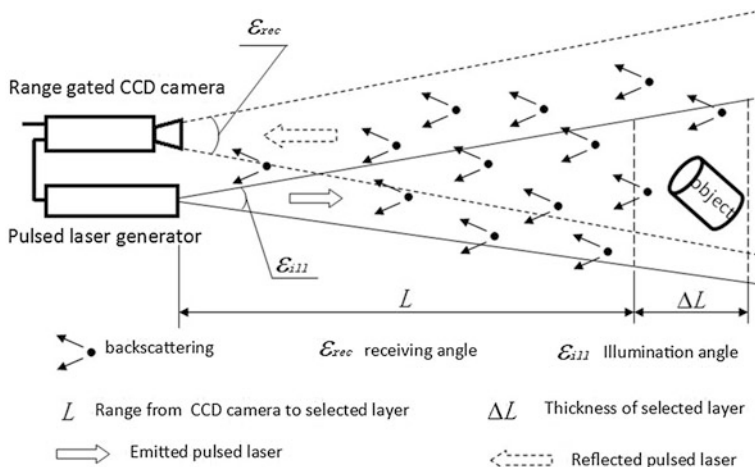 ε_rec
Range gated CCD camera
object
Pulsed laser generator
ε_ill
L ΔL
backscattering ε_rec receiving angle ε_ill Illumination angle
L Range from CCD camera to selected layer ΔL Thickness of selected layer
Emitted pulsed laser Reflected pulsed laser